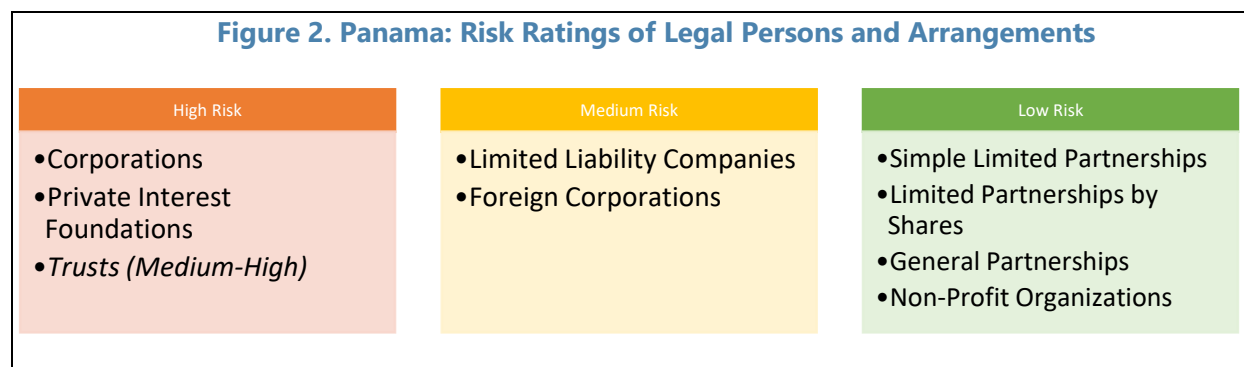 Figure 2. Panama: Risk Ratings of Legal Persons and Arrangements
High Risk
•Corporations
•Private Interest
Foundations
•Trusts (Medium-High)
Medium Risk
•Limited Liability Companies
•Foreign Corporations
Low Risk
•Simple Limited Partnerships
•Limited Partnerships by
Shares
•General Partnerships
•Non-Profit Organizations